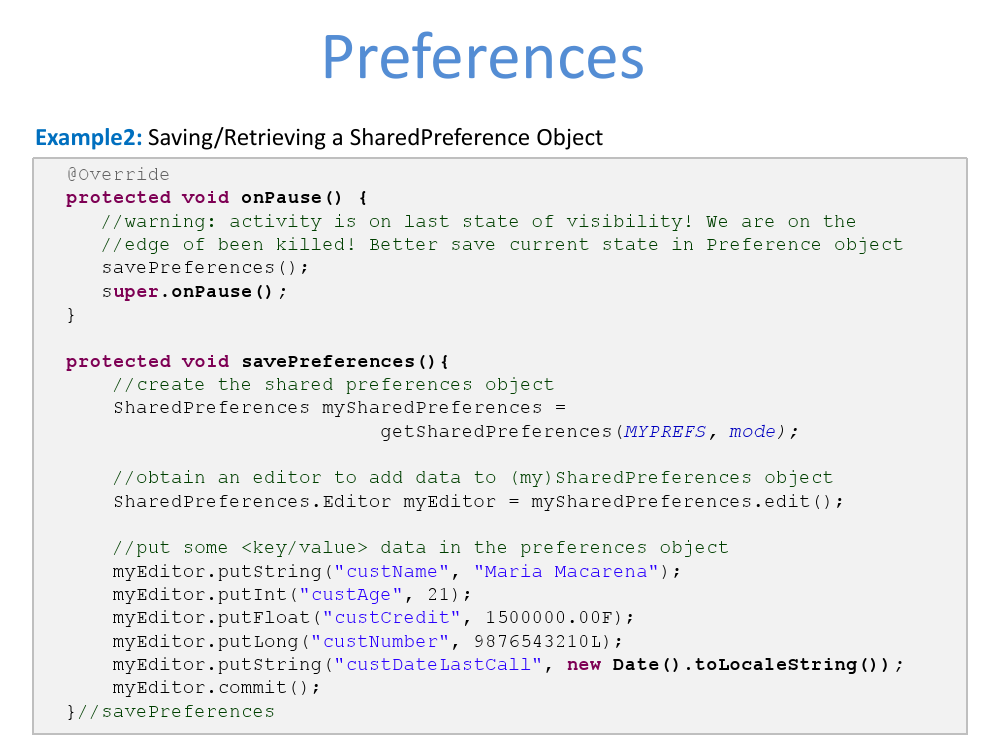 Preferences
Example2: Saving/Retrieving a SharedPreference Object
@Override
protected void onPause() {
//warning: activity is on last state of visibility! We are on the
//edge of been killed! Better save current state in Preference object
savePreferences();
super.onPause();
}
protected void savePreferences(){
//create the shared preferences object
SharedPreferences mySharedPreferences =
getSharedPreferences(MYPREFS, mode);
//obtain an editor to add data to (my)SharedPreferences object
SharedPreferences.Editor myEditor = mySharedPreferences.edit();
//put some <key/value> data in the preferences object
myEditor.putString("custName", "Maria Macarena");
myEditor.putInt("custAge", 21);
myEditor.putFloat("custCredit", 1500000.00F);
myEditor.putLong("custNumber", 9876543210L);
myEditor.putString("custDateLastCall", new Date().toLocaleString());
myEditor.commit();
}//savePreferences